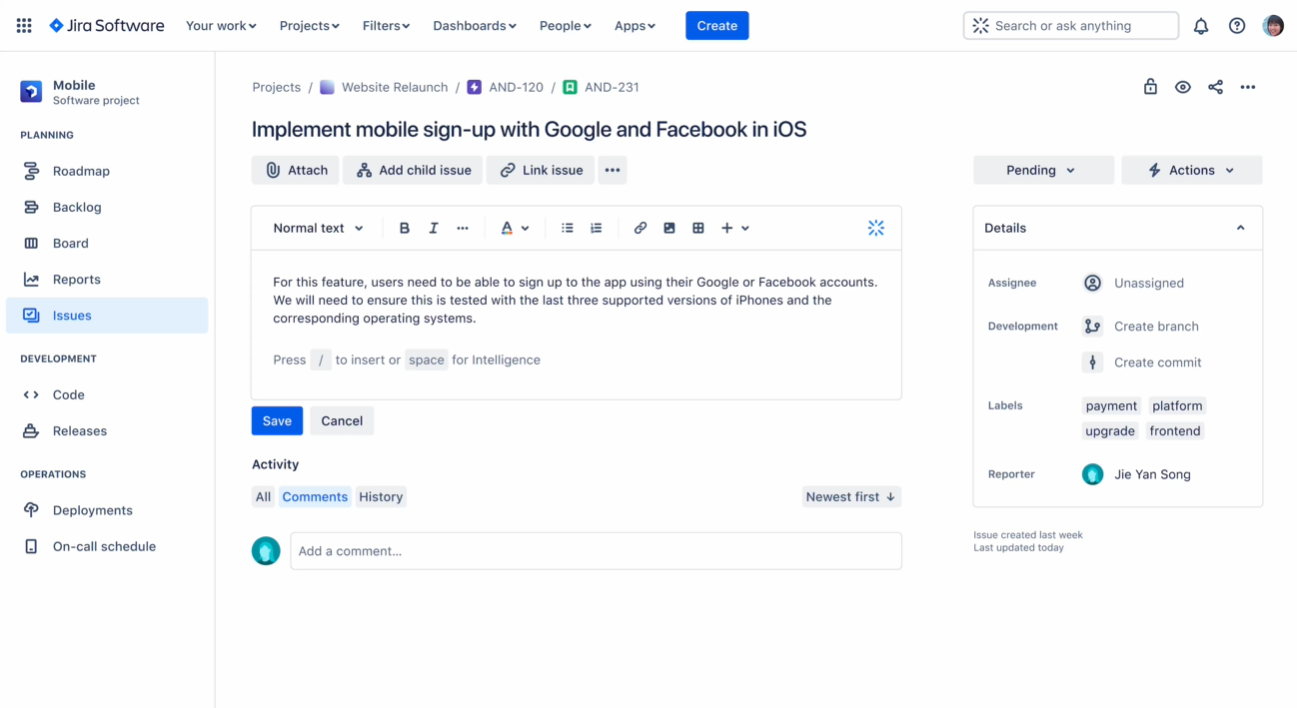 Jira Software Your work Projects Filters Dashboards People Apps Create Search or ask anything
Mobile
Software project
PLANNING
Roadmap
Backlog
Board
Reports
Issues
DEVELOPMENT
Code
Releases
OPERATIONS
Deployments
On-call schedule
Projects / Website Relaunch / AND-120 / AND-231
Implement mobile sign-up with Google and Facebook in iOS
Attach Add child issue Link issue
Normal text B I A
For this feature, users need to be able to sign up to the app using their Google or Facebook accounts.
We will need to ensure this is tested with the last three supported versions of iPhones and the
corresponding operating systems.
Press / to insert or space for Intelligence
Save Cancel
Activity
All Comments History Newest first
Add a comment...
Pending Actions
Details
Assignee Unassigned
Development Create branch
Create commit
Labels payment platform
upgrade frontend
Reporter Jie Yan Song
Issue created last week
Last updated today